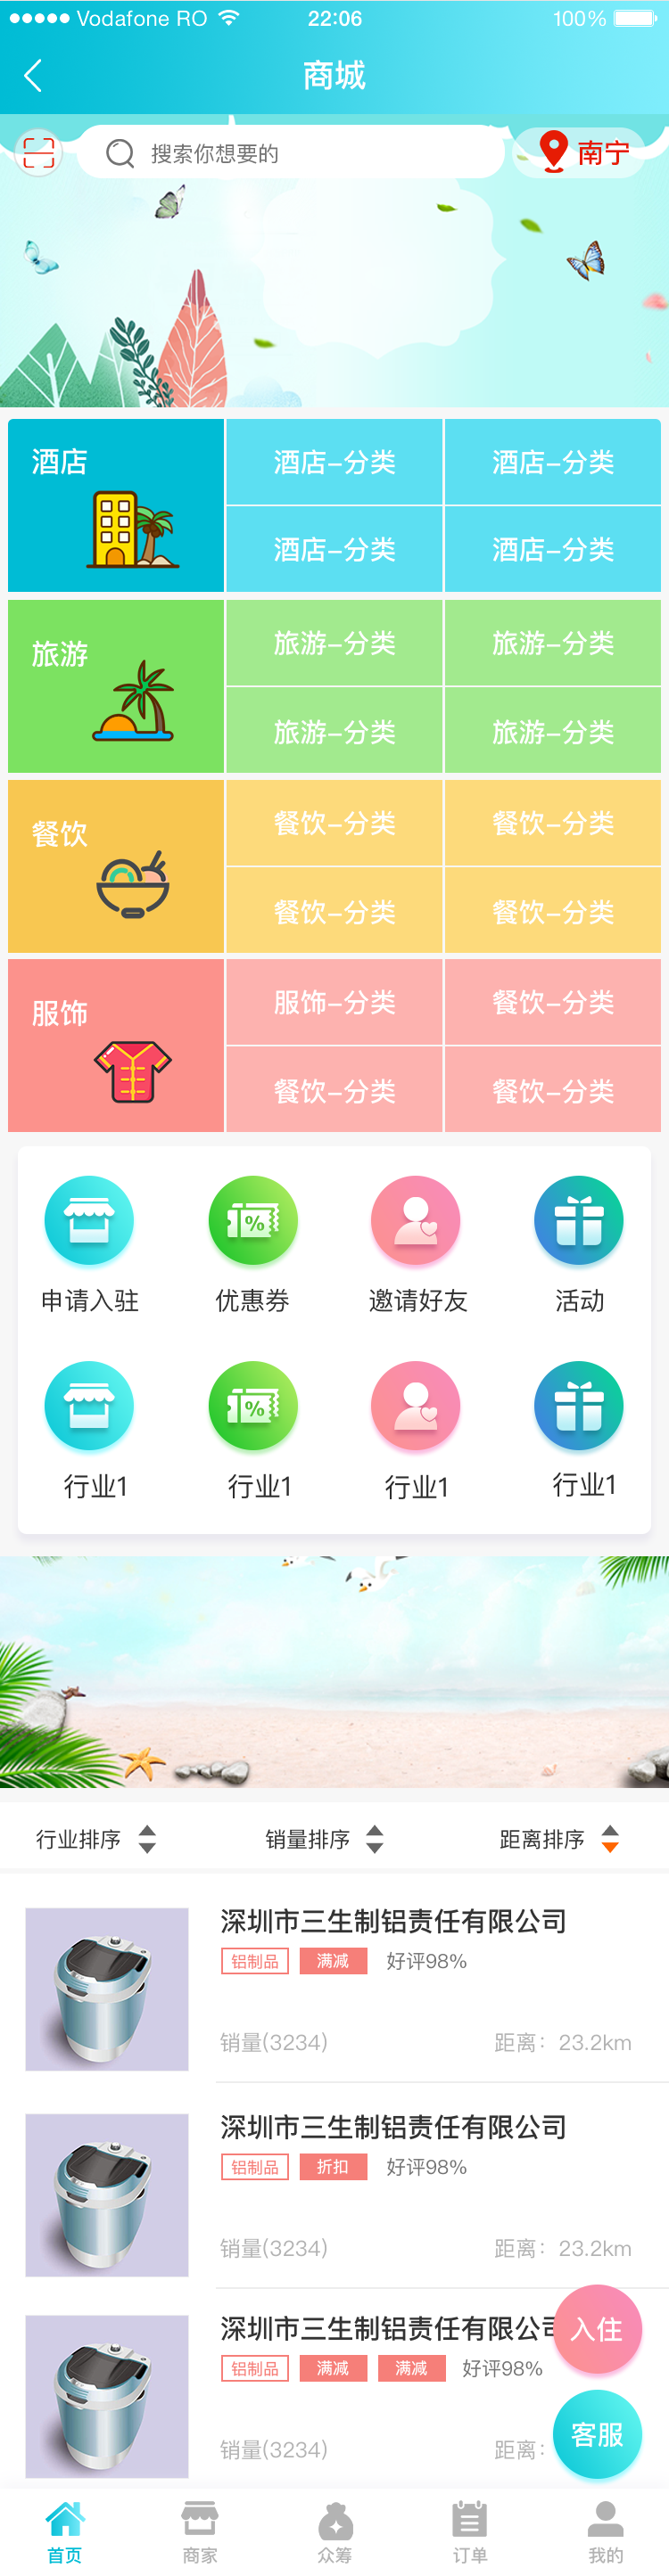 Vodafone RO 22:06 100%
商城
搜索你想要的 南宁
酒店 酒店-分类 酒店-分类
酒店-分类 酒店-分类
旅游 旅游-分类 旅游-分类
旅游-分类 旅游-分类
餐饮 餐饮-分类 餐饮-分类
餐饮-分类 餐饮-分类
服饰 服饰-分类 餐饮-分类
餐饮-分类 餐饮-分类
申请入驻 优惠券 邀请好友 活动
行业1 行业1 行业1 行业1
行业排序 销量排序 距离排序
深圳市三生制铝责任有限公司
铝制品 满减 好评98%
销量(3234) 距离：23.2km
深圳市三生制铝责任有限公司
铝制品 折扣 好评98%
销量(3234) 距离：23.2km
深圳市三生制铝责任有限公司
入住
铝制品 满减 满减 好评98%
客服
销量(3234) 距离：
首页 商家 众筹 订单 我的